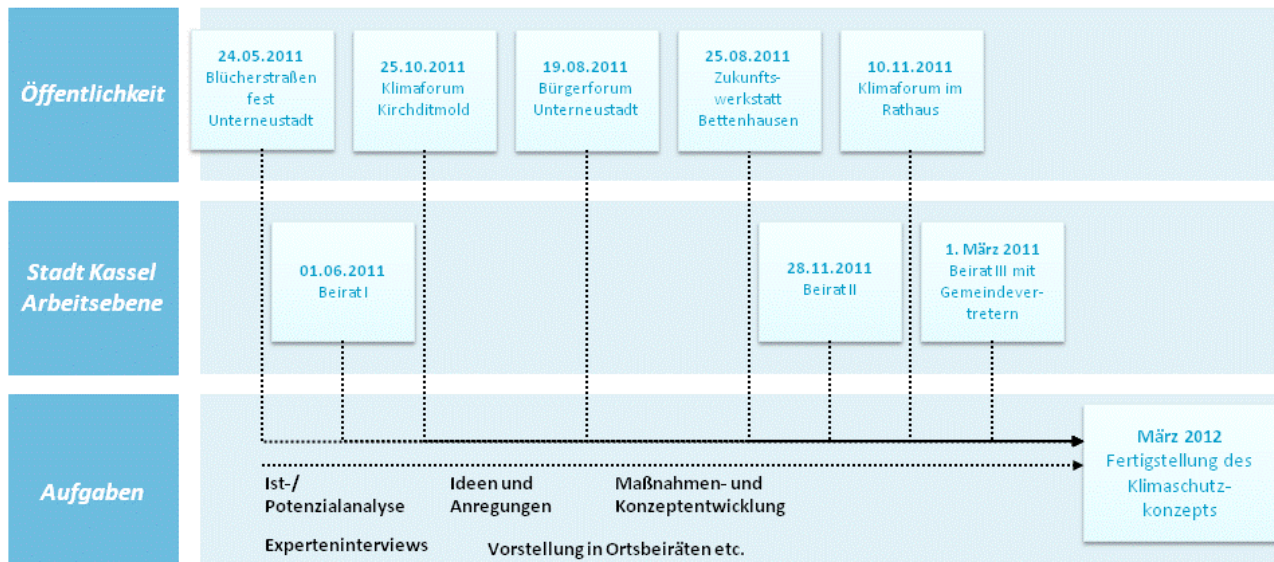 Öffentlichkeit
24.05.2011
Blücherstraßen
fest
Unterneustadt
25.10.2011
Klimaforum
Kirchditmold
19.08.2011
Bürgerforum
Unterneustadt
25.08.2011
Zukunfts-
werkstatt
Bettenhausen
10.11.2011
Klimaforum im
Rathaus
Stadt Kassel
Arbeitsebene
01.06.2011
Beirat I
28.11.2011
Beirat II
1. März 2011
Beirat III mit
Gemeindever-
tretern
Aufgaben
Ist-/
Potenzialanalyse
Ideen und
Anregungen
Maßnahmen- und
Konzeptentwicklung
Experteninterviews
Vorstellung in Ortsbeiräten etc.
März 2012
Fertigstellung des
Klimaschutz-
konzepts